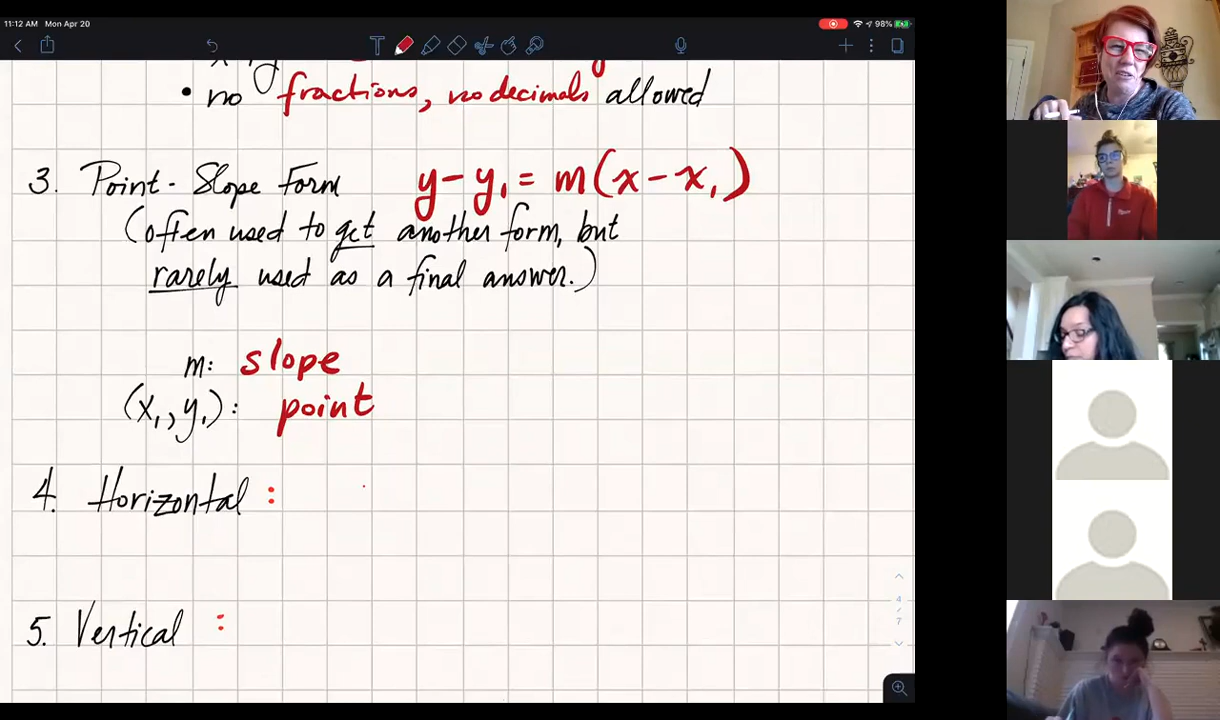 11:12 AM Mon Apr 20 98%
• no fractions, no decimals allowed
3. Point-Slope Form y-y₁ = m(x-x₁)
(often used to get another form, but
rarely used as a final answer.)
m: slope
(x₁, y₁): point
4. Horizontal :
5. Vertical :
4
/
7